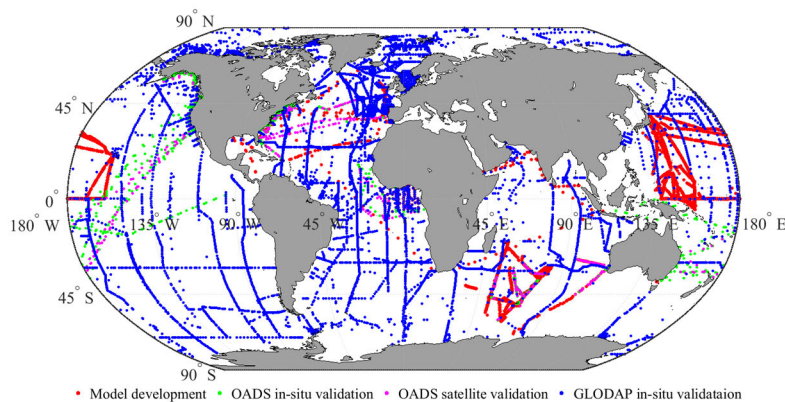 90° N
45° N
0°
180° W
135° W
90° W
45° W
45° E
90° E
135° E
180° E
45° S
90° S
Model development
OADS in-situ validation
OADS satellite validation
GLODAP in-situ validataion